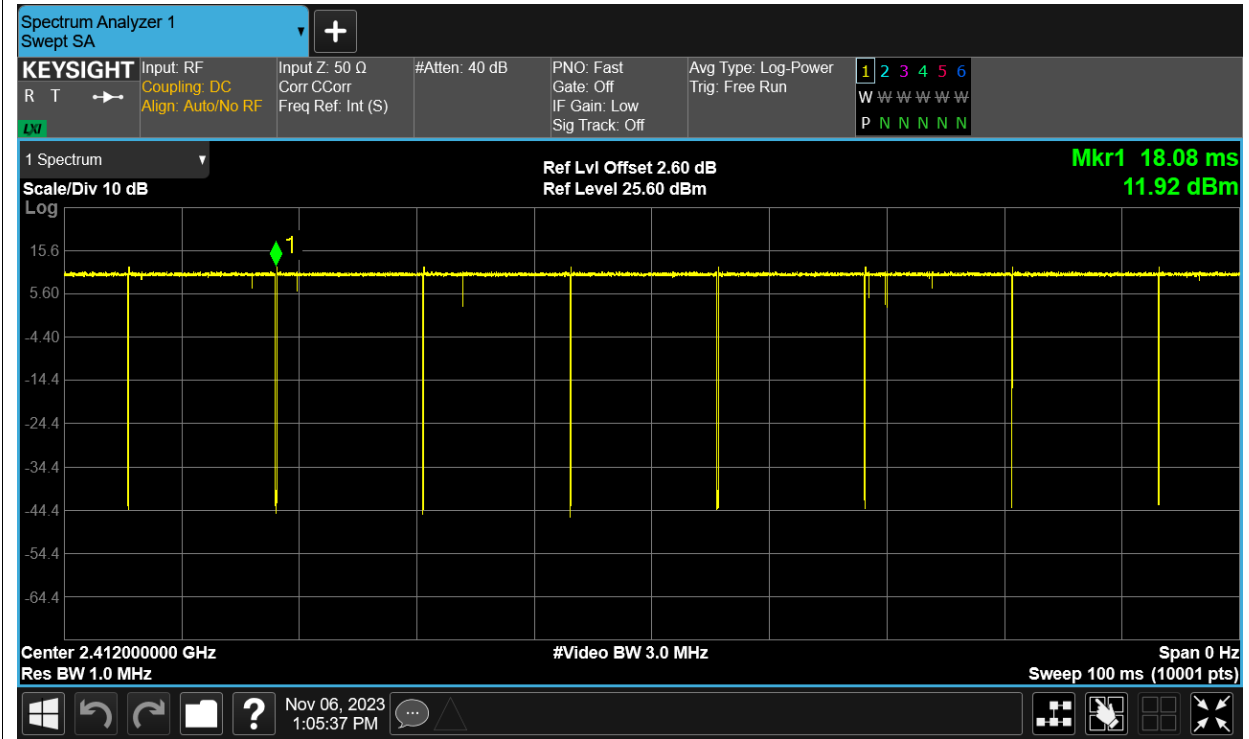 Spectrum Analyzer 1
Swept SA
▼
+
KEYSIGHT
R T
LXI
Input: RF
Coupling: DC
Align: Auto/No RF
Input Z: 50 Ω
Corr CCorr
Freq Ref: Int (S)
#Atten: 40 dB
PNO: Fast
Gate: Off
IF Gain: Low
Sig Track: Off
Avg Type: Log-Power
Trig: Free Run
1 2 3 4 5 6
W W W W W W
P N N N N N
1 Spectrum ▼
Scale/Div 10 dB
Log
Ref Lvl Offset 2.60 dB
Ref Level 25.60 dBm
Mkr1 18.08 ms
11.92 dBm
1
15.6
5.60
-4.40
-14.4
-24.4
-34.4
-44.4
-54.4
-64.4
Center 2.412000000 GHz
Res BW 1.0 MHz
#Video BW 3.0 MHz
Span 0 Hz
Sweep 100 ms (10001 pts)
?
Nov 06, 2023
1:05:37 PM